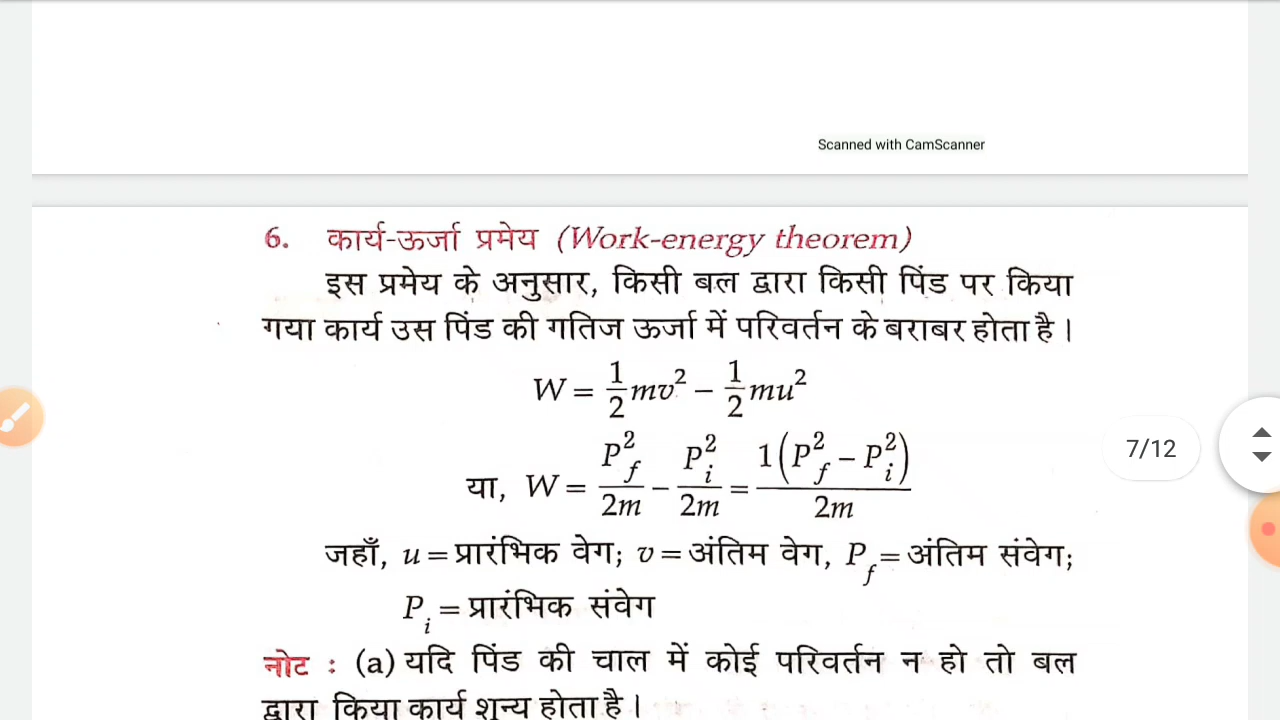 Scanned with CamScanner
6. कार्य-ऊर्जा प्रमेय (Work-energy theorem)
इस प्रमेय के अनुसार, किसी बल द्वारा किसी पिंड पर किया
गया कार्य उस पिंड की गतिज ऊर्जा में परिवर्तन के बराबर होता है।
W = 1/2 mv² − 1/2 mu²
या, W = P_f²/2m − P_i²/2m = 1(P_f² − P_i²)/2m
7/12
जहाँ, u = प्रारंभिक वेग; v = अंतिम वेग, P_f = अंतिम संवेग;
P_i = प्रारंभिक संवेग
नोट : (a) यदि पिंड की चाल में कोई परिवर्तन न हो तो बल
द्वारा किया कार्य शून्य होता है।